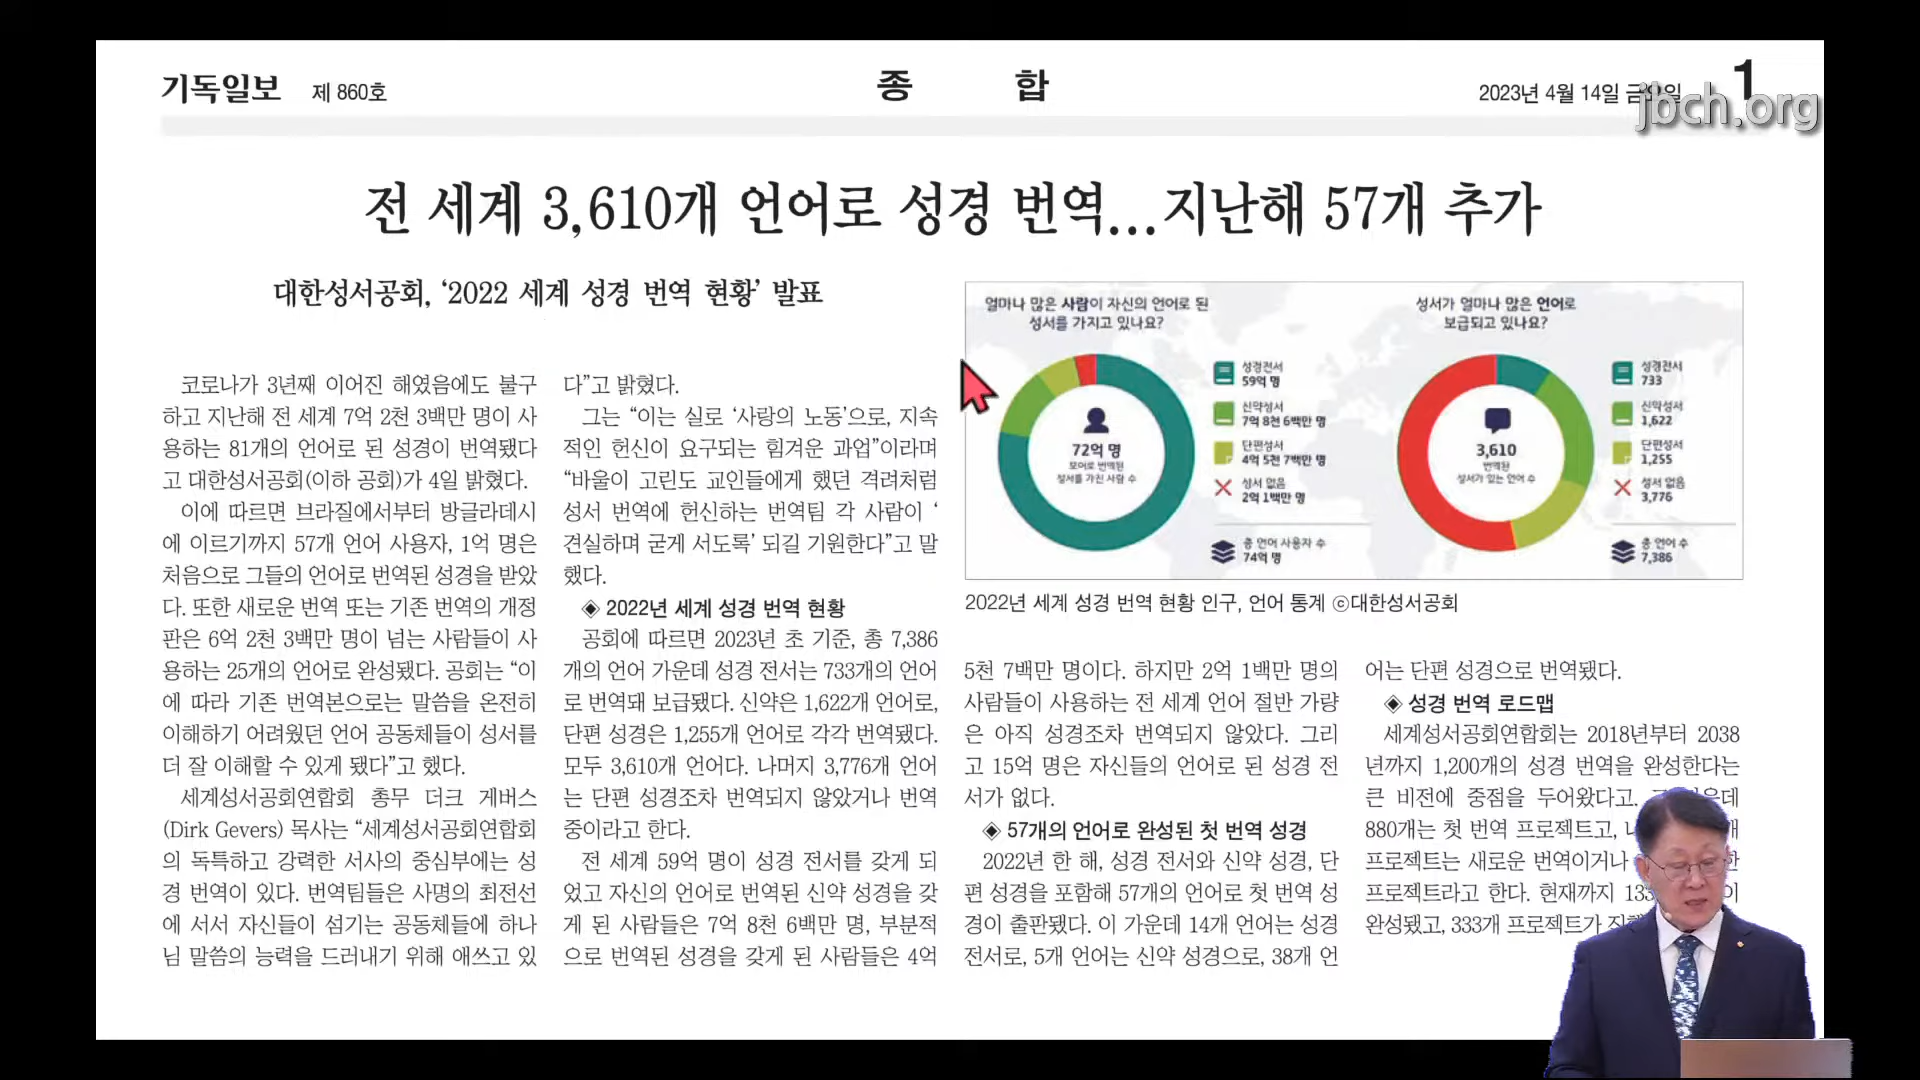 기독일보 제 860호
종 합
2023년 4월 14일 금요일
1
jbch.org
전 세계 3,610개 언어로 성경 번역...지난해 57개 추가
대한성서공회, ‘2022 세계 성경 번역 현황’ 발표
코로나가 3년째 이어진 해였음에도 불구
하고 지난해 전 세계 7억 2천 3백만 명이 사
용하는 81개의 언어로 된 성경이 번역됐다
고 대한성서공회(이하 공회)가 4일 밝혔다.
이에 따르면 브라질에서부터 방글라데시
에 이르기까지 57개 언어 사용자, 1억 명은
처음으로 그들의 언어로 번역된 성경을 받았
다. 또한 새로운 번역 또는 기존 번역의 개정
판은 6억 2천 3백만 명이 넘는 사람들이 사
용하는 25개의 언어로 완성됐다. 공회는 “이
에 따라 기존 번역본으로는 말씀을 온전히
이해하기 어려웠던 언어 공동체들이 성서를
더 잘 이해할 수 있게 됐다”고 했다.
세계성서공회연합회 총무 더크 게버스
(Dirk Gevers) 목사는 “세계성서공회연합회
의 독특하고 강력한 서사의 중심부에는 성
경 번역이 있다. 번역팀들은 사명의 최전선
에 서서 자신들이 섬기는 공동체들에 하나
님 말씀의 능력을 드러내기 위해 애쓰고 있
다”고 밝혔다.
그는 “이는 실로 ‘사랑의 노동’으로, 지속
적인 헌신이 요구되는 힘겨운 과업”이라며
“바울이 고린도 교인들에게 했던 격려처럼
성서 번역에 헌신하는 번역팀 각 사람이 ‘
견실하며 굳게 서도록’ 되길 기원한다”고 말
했다.
◈ 2022년 세계 성경 번역 현황
공회에 따르면 2023년 초 기준, 총 7,386
개의 언어 가운데 성경 전서는 733개의 언어
로 번역돼 보급됐다. 신약은 1,622개 언어로,
단편 성경은 1,255개 언어로 각각 번역됐다.
모두 3,610개 언어다. 나머지 3,776개 언어
는 단편 성경조차 번역되지 않았거나 번역
중이라고 한다.
전 세계 59억 명이 성경 전서를 갖게 되
었고 자신의 언어로 번역된 신약 성경을 갖
게 된 사람들은 7억 8천 6백만 명, 부분적
으로 번역된 성경을 갖게 된 사람들은 4억
얼마나 많은 사람이 자신의 언어로 된
성서를 가지고 있나요?
72억 명
모어로 번역된
성서를 가진 사람 수
성경전서
59억 명
신약성서
7억 8천 6백만 명
단편성서
4억 5천 7백만 명
성서 없음
2억 1백만 명
총 언어 사용자 수
74억 명
성서가 얼마나 많은 언어로
보급되고 있나요?
3,610
번역된
성서가 있는 언어 수
성경전서
733
신약성서
1,622
단편성서
1,255
성서 없음
3,776
총 언어 수
7,386
2022년 세계 성경 번역 현황 인구, 언어 통계 ⓒ대한성서공회
5천 7백만 명이다. 하지만 2억 1백만 명의
사람들이 사용하는 전 세계 언어 절반 가량
은 아직 성경조차 번역되지 않았다. 그리
고 15억 명은 자신들의 언어로 된 성경 전
서가 없다.
◈ 57개의 언어로 완성된 첫 번역 성경
2022년 한 해, 성경 전서와 신약 성경, 단
편 성경을 포함해 57개의 언어로 첫 번역 성
경이 출판됐다. 이 가운데 14개 언어는 성경
전서로, 5개 언어는 신약 성경으로, 38개 언
어는 단편 성경으로 번역됐다.
◈ 성경 번역 로드맵
세계성서공회연합회는 2018년부터 2038
년까지 1,200개의 성경 번역을 완성한다는
큰 비전에 중점을 두어왔다고.
880개는 첫 번역 프로젝트고,
프로젝트는 새로운 번역이거나
프로젝트라고 한다. 현재까지
완성됐고, 333개 프로젝트가